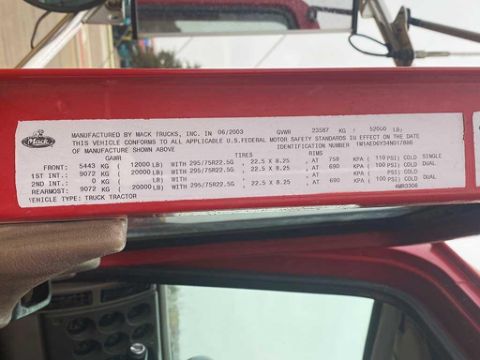 Mack
MANUFACTURED BY MACK TRUCKS, INC. IN 06/2003 GVWR 23587 KG / 52000 LB)
THIS VEHICLE CONFORMS TO ALL APPLICABLE U.S.FEDERAL MOTOR SAFETY STANDARDS IN EFFECT ON THE DATE
OF MANUFACTURE SHOWN ABOVE IDENTIFICATION NUMBER
GAWR TIRES RIMS
FRONT: 5443 KG ( 12000 LB) WITH 295/75R22.5G , 22.5 X 8.25 , AT 758 KPA ( 110 PSI) COLD SINGLE
1ST INT: 9072 KG ( 20000 LB) WITH 295/75R22.5G , 22.5 X 8.25 , AT 690 KPA ( 100 PSI) COLD DUAL
2ND INT: 0 KG ( LB) WITH , , AT KPA ( PSI) COLD
REARMOST: 9072 KG ( 20000 LB) WITH 295/75R22.5G , 22.5 X 8.25 , AT 690 KPA ( 100 PSI) COLD DUAL
VEHICLE TYPE: TRUCK TRACTOR 4MR0306